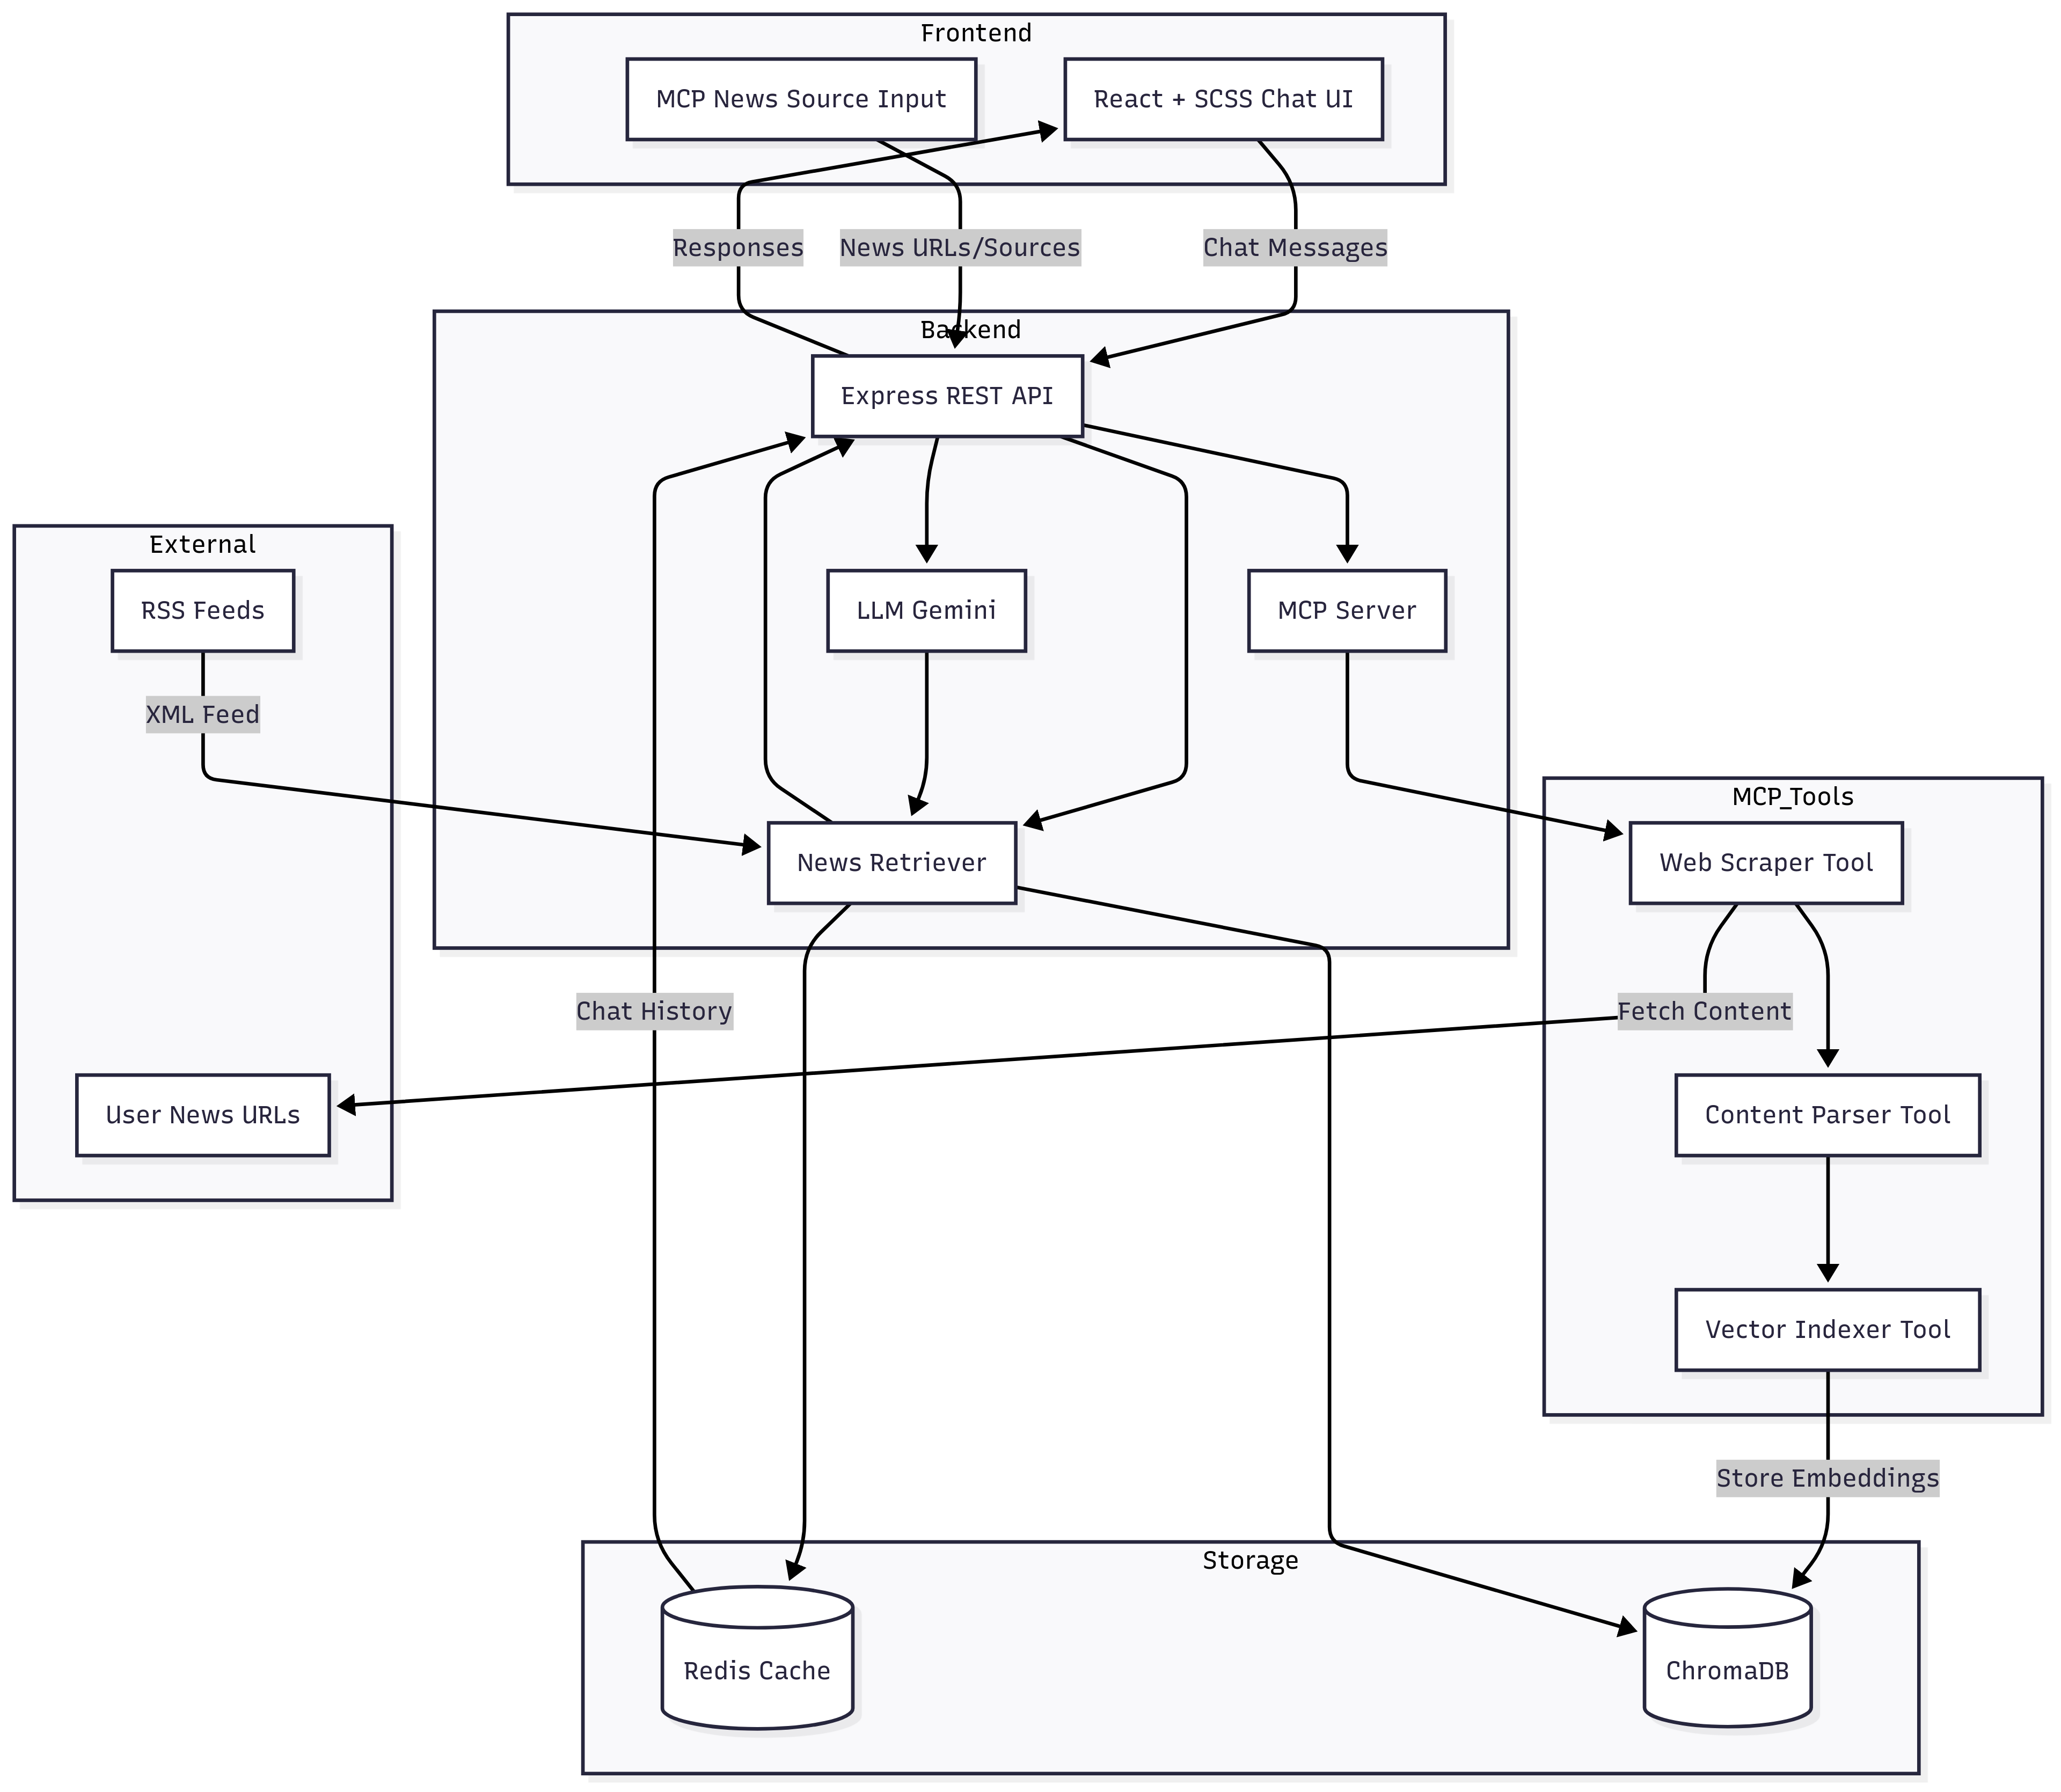 Frontend
MCP News Source Input
React + SCSS Chat UI
Responses
News URLs/Sources
Chat Messages
Backend
Express REST API
External
RSS Feeds
LLM Gemini
MCP Server
XML Feed
MCP_Tools
News Retriever
Web Scraper Tool
Chat History
Fetch Content
User News URLs
Content Parser Tool
Vector Indexer Tool
Store Embeddings
Storage
Redis Cache
ChromaDB